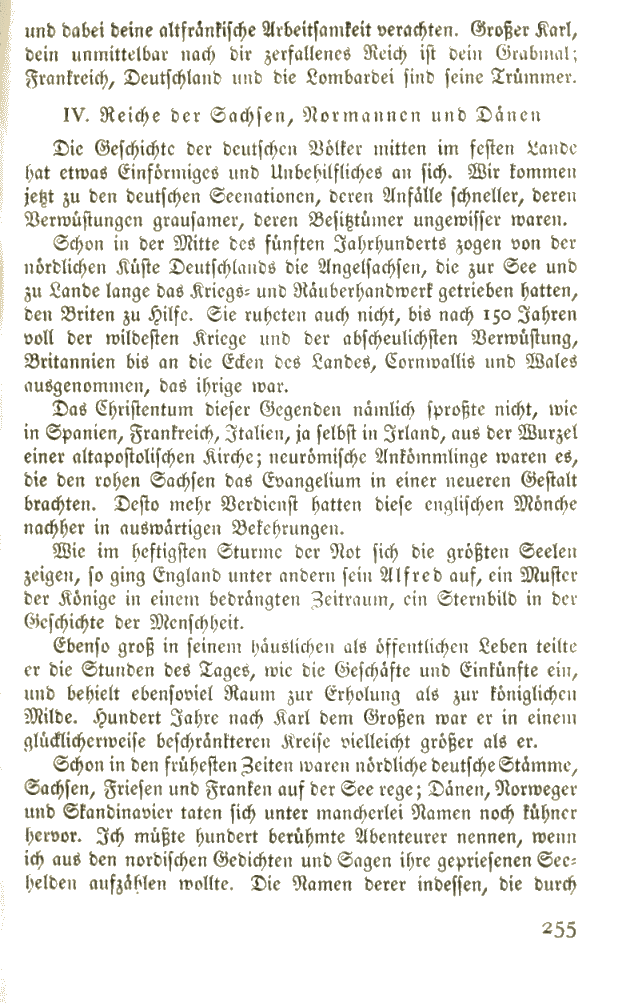 und dabei deine altfränkische Arbeitsamkeit verachten. Großer Karl,
dein unmittelbar nach dir zerfallenes Reich ist dein Grabmal;
Frankreich, Deutschland und die Lombardei sind seine Trümmer.
IV. Reiche der Sachsen, Normannen und Dänen
Die Geschichte der deutschen Völker mitten im festen Lande
hat etwas Einförmiges und Unbehilfliches an sich. Wir kommen
jetzt zu den deutschen Seenationen, deren Anfälle schneller, deren
Verwüstungen grausamer, deren Besitztümer ungewisser waren.
Schon in der Mitte des fünften Jahrhunderts zogen von der
nördlichen Küste Deutschlands die Angelsachsen, die zur See und
zu Lande lange das Kriegs- und Räuberhandwerk getrieben hatten,
den Briten zu Hilfe. Sie ruheten auch nicht, bis nach 150 Jahren
voll der wildesten Kriege und der abscheulichsten Verwüstung,
Britannien bis an die Ecken des Landes, Cornwallis und Wales
ausgenommen, das ihrige war.
Das Christentum dieser Gegenden nämlich sproßte nicht, wie
in Spanien, Frankreich, Italien, ja selbst in Irland, aus der Wurzel
einer altapostolischen Kirche; neurömische Ankömmlinge waren es,
die den rohen Sachsen das Evangelium in einer neueren Gestalt
brachten. Desto mehr Verdienst hatten diese englischen Mönche
nachher in auswärtigen Bekehrungen.
Wie im heftigsten Sturme der Not sich die größten Seelen
zeigen, so ging England unter andern sein Alfred auf, ein Muster
der Könige in einem bedrängten Zeitraum, ein Sternbild in der
Geschichte der Menschheit.
Ebenso groß in seinem häuslichen als öffentlichen Leben teilte
er die Stunden des Tages, wie die Geschäfte und Einkünfte ein,
und behielt ebensoviel Raum zur Erholung als zur königlichen
Milde. Hundert Jahre nach Karl dem Großen war er in einem
glücklicherweise beschränkteren Kreise vielleicht größer als er.
Schon in den frühesten Zeiten waren nördliche deutsche Stämme,
Sachsen, Friesen und Franken auf der See rege; Dänen, Norweger
und Skandinavier taten sich unter mancherlei Namen noch kühner
hervor. Ich müßte hundert berühmte Abenteurer nennen, wenn
ich aus den nordischen Gedichten und Sagen ihre gepriesenen See-
helden aufzählen wollte. Die Namen derer indessen, die durch
255